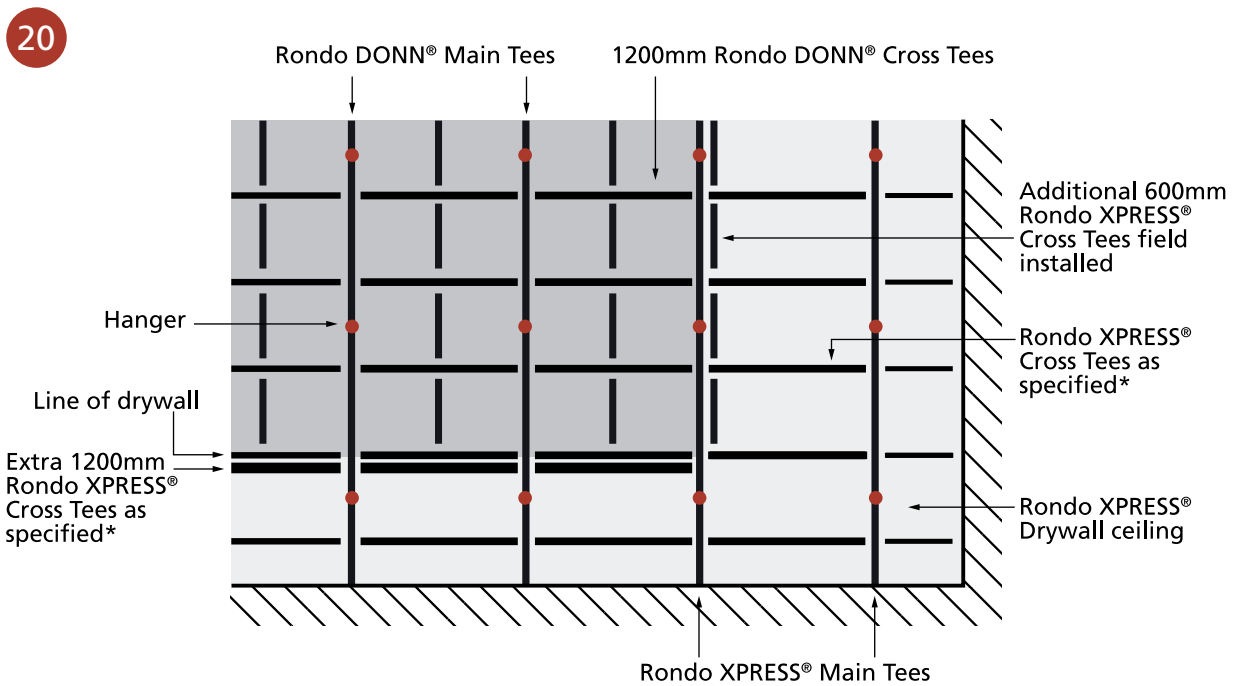 20
Rondo DONN® Main Tees
1200mm Rondo DONN® Cross Tees
Additional 600mm
Rondo XPRESS®
Cross Tees field
installed
Hanger
Rondo XPRESS®
Cross Tees as
specified*
Line of drywall
Extra 1200mm
Rondo XPRESS®
Cross Tees as
specified*
Rondo XPRESS®
Drywall ceiling
Rondo XPRESS® Main Tees